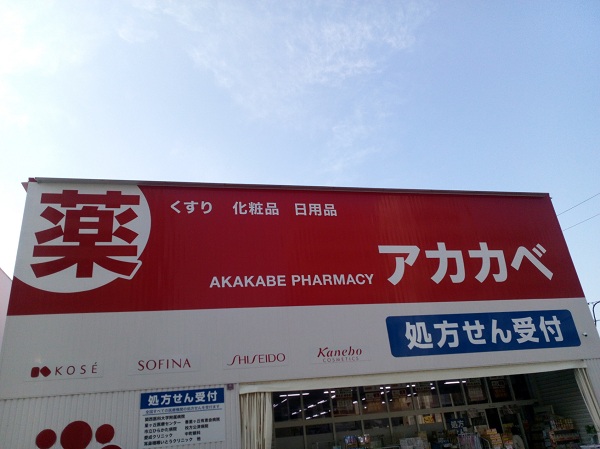 薬
くすり 化粧品 日用品
AKAKABE PHARMACY アカカベ
処方せん受付
KOSÉ SOFINA SHISEIDO Kanebo
COSMETICS
処方せん受付